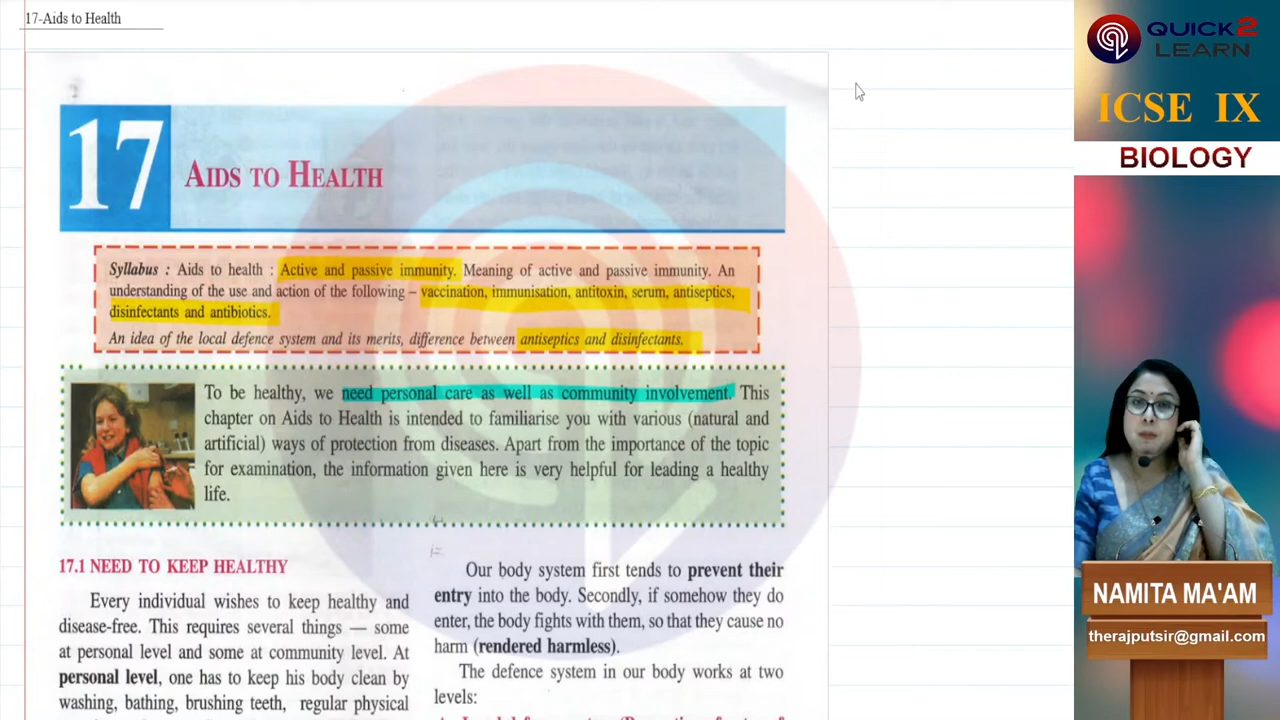 17-Aids to Health
QUICK2
LEARN
ICSE IX
BIOLOGY
17
AIDS TO HEALTH
Syllabus : Aids to health : Active and passive immunity. Meaning of active and passive immunity. An
understanding of the use and action of the following – vaccination, immunisation, antitoxin, serum, antiseptics,
disinfectants and antibiotics.
An idea of the local defence system and its merits, difference between antiseptics and disinfectants.
To be healthy, we need personal care as well as community involvement. This
chapter on Aids to Health is intended to familiarise you with various (natural and
artificial) ways of protection from diseases. Apart from the importance of the topic
for examination, the information given here is very helpful for leading a healthy
life.
17.1 NEED TO KEEP HEALTHY
Every individual wishes to keep healthy and
disease-free. This requires several things — some
at personal level and some at community level. At
personal level, one has to keep his body clean by
washing, bathing, brushing teeth, regular physical
Our body system first tends to prevent their
entry into the body. Secondly, if somehow they do
enter, the body fights with them, so that they cause no
harm (rendered harmless).
The defence system in our body works at two
levels:
NAMITA MA'AM
therajputsir@gmail.com